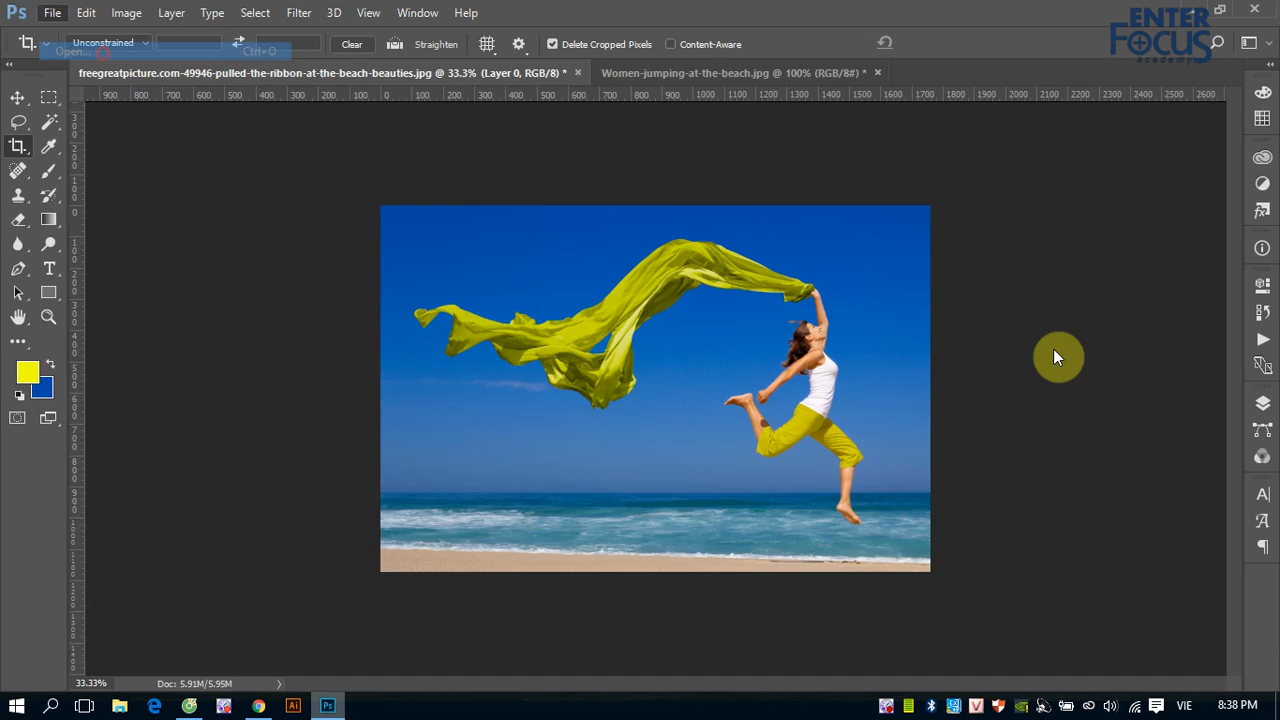 Ps File Edit Image Layer Type Select Filter 3D View Window Help
ENTER FOCUS academy
Open... Ctrl+O
Unconstrained Clear Straighten Delete Cropped Pixels Content-Aware
freegreatpicture.com-49946-pulled-the-ribbon-at-the-beach-beauties.jpg @ 33.3% (Layer 0, RGB/8) * × Women-jumping-at-the-beach.jpg @ 100% (RGB/8#) * ×
900 800 700 600 500 400 300 200 100 0 100 200 300 400 500 600 700 800 900 1000 1100 1200 1300 1400 1500 1600 1700 1800 1900 2000 2100 2200 2300 2400 2500 2600
33.33% Doc: 5.91M/5.95M
Ai Ps VIE 8:38 PM